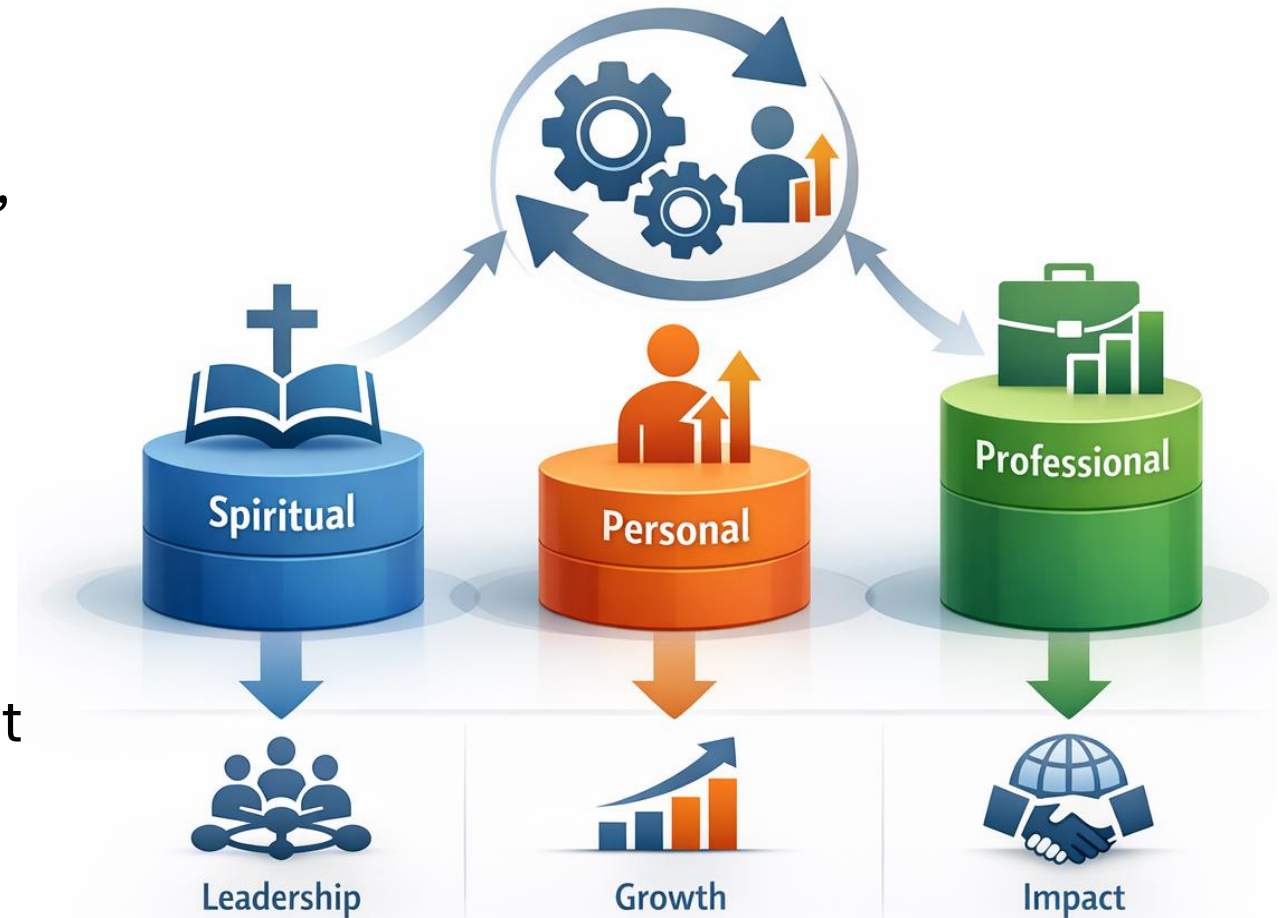 ,
,
Spiritual
Personal
Professional
t
Leadership
Growth
Impact